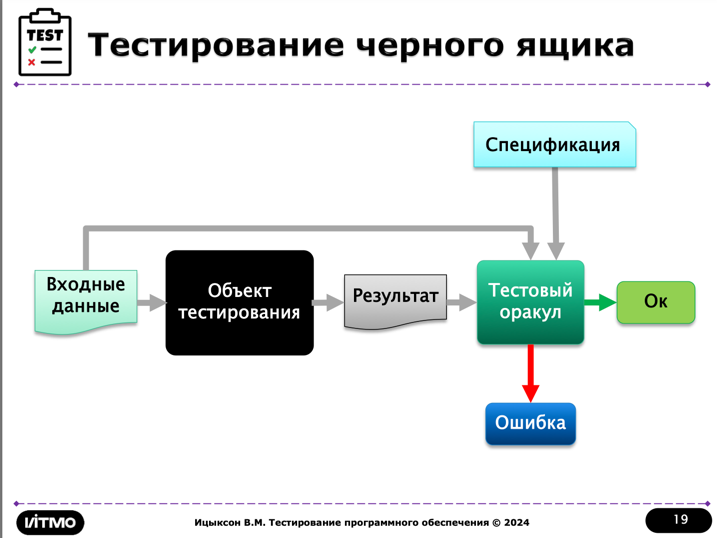 TEST
Тестирование черного ящика
Спецификация
Входные
данные
Объект
тестирования
Результат
Тестовый
оракул
Ок
Ошибка
ИТМО
Ицыксон В.М. Тестирование программного обеспечения © 2024
19